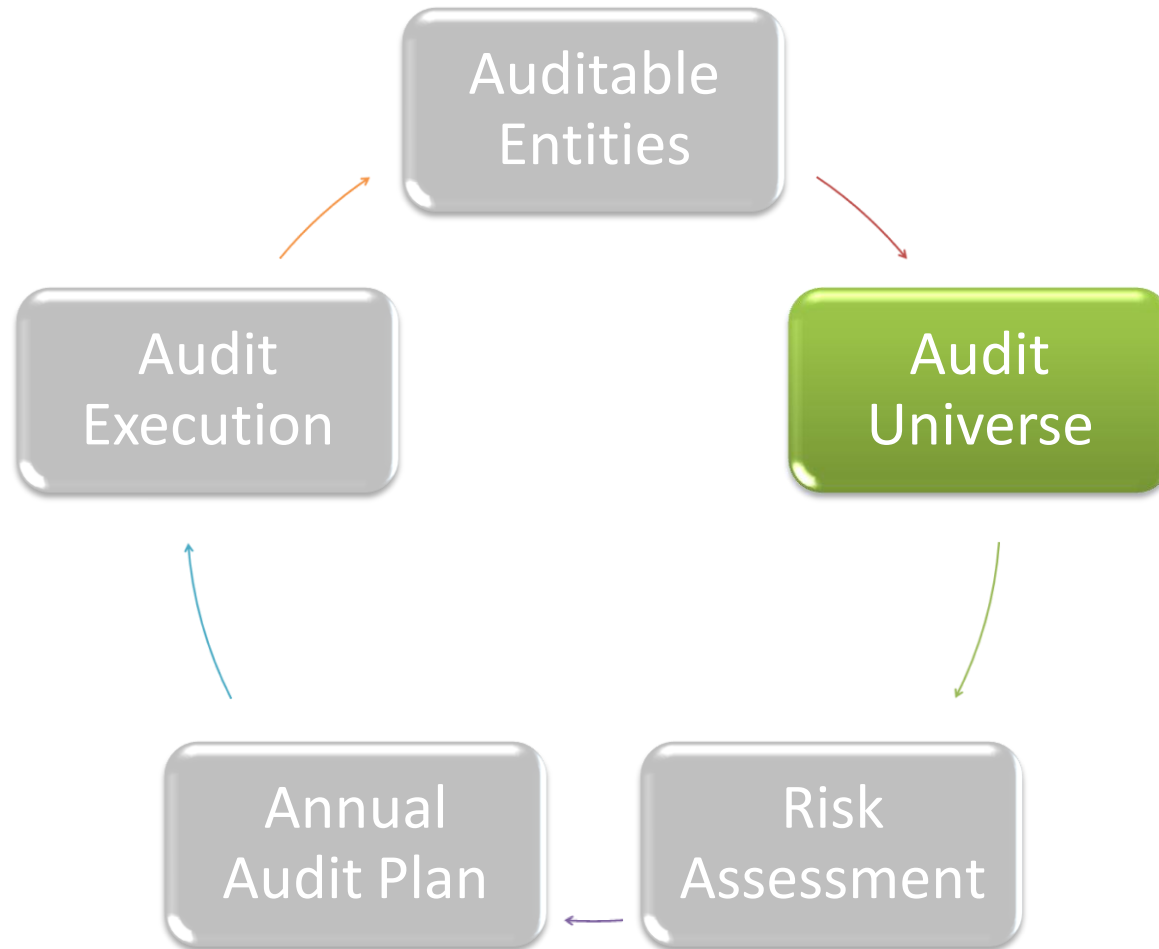 Auditable
Entities
Audit
Execution
Audit
Universe
Annual
Audit Plan
Risk
Assessment